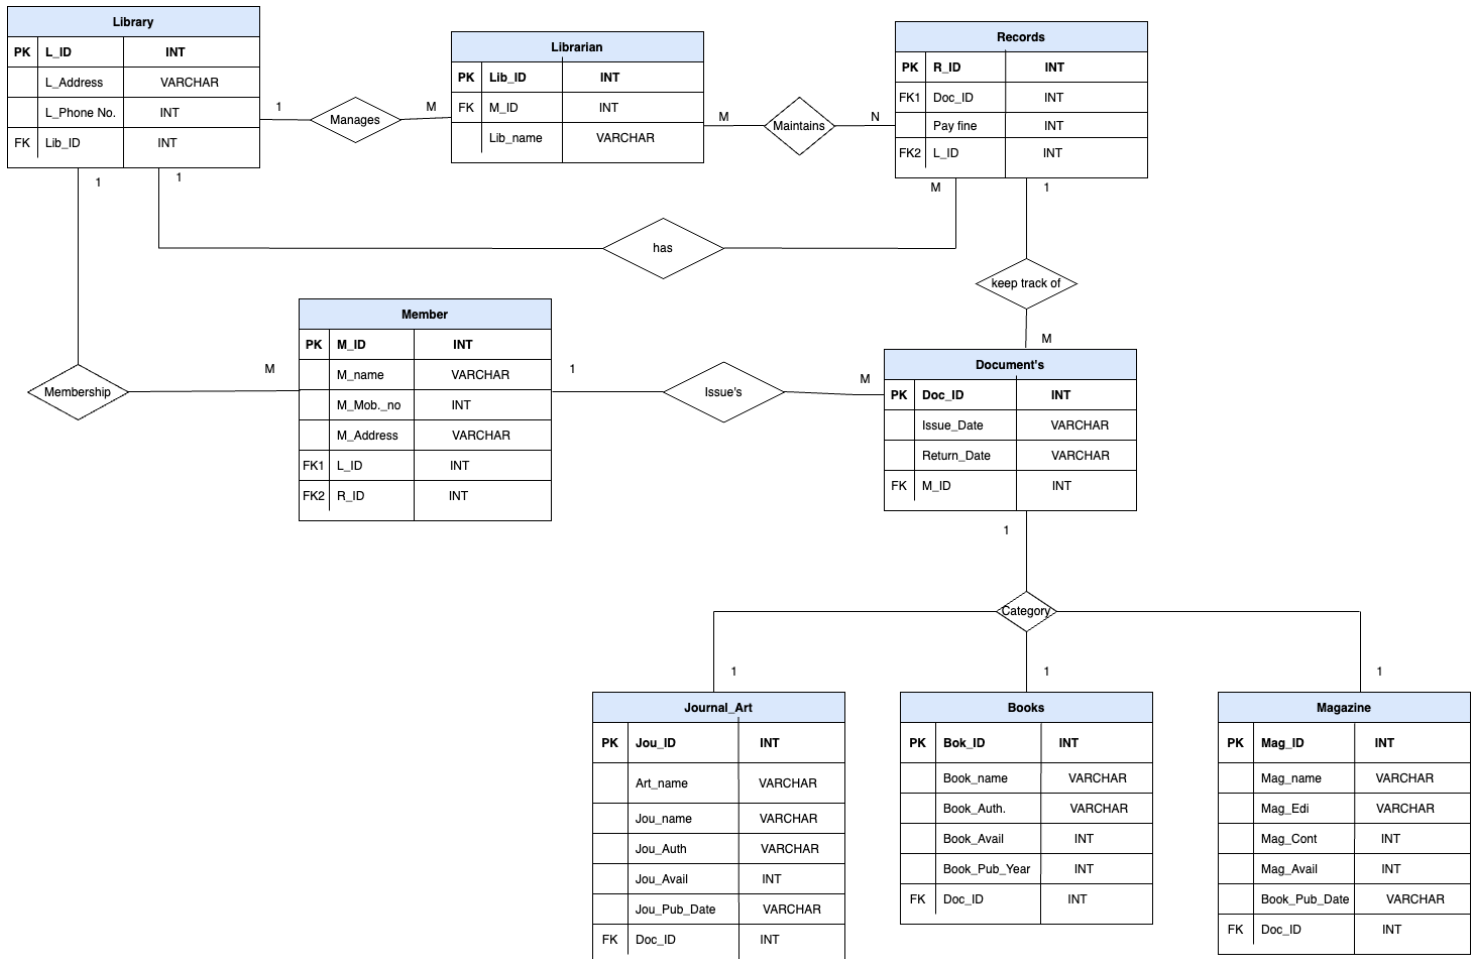 Library
PK L_ID INT
L_Address VARCHAR
L_Phone No. INT
FK Lib_ID INT
1
Manages
M
Librarian
PK Lib_ID INT
FK M_ID INT
Lib_name VARCHAR
M
Maintains
N
Records
PK R_ID INT
FK1 Doc_ID INT
Pay fine INT
FK2 L_ID INT
1
1
M
1
has
keep track of
M
Member
PK M_ID INT
M_name VARCHAR
M_Mob._no INT
M_Address VARCHAR
FK1 L_ID INT
FK2 R_ID INT
Membership
M
1
Issue's
M
Document's
PK Doc_ID INT
Issue_Date VARCHAR
Return_Date VARCHAR
FK M_ID INT
1
Category
1
1
1
Journal_Art
PK Jou_ID INT
Art_name VARCHAR
Jou_name VARCHAR
Jou_Auth VARCHAR
Jou_Avail INT
Jou_Pub_Date VARCHAR
FK Doc_ID INT
Books
PK Bok_ID INT
Book_name VARCHAR
Book_Auth. VARCHAR
Book_Avail INT
Book_Pub_Year INT
FK Doc_ID INT
Magazine
PK Mag_ID INT
Mag_name VARCHAR
Mag_Edi VARCHAR
Mag_Cont INT
Mag_Avail INT
Book_Pub_Date VARCHAR
FK Doc_ID INT